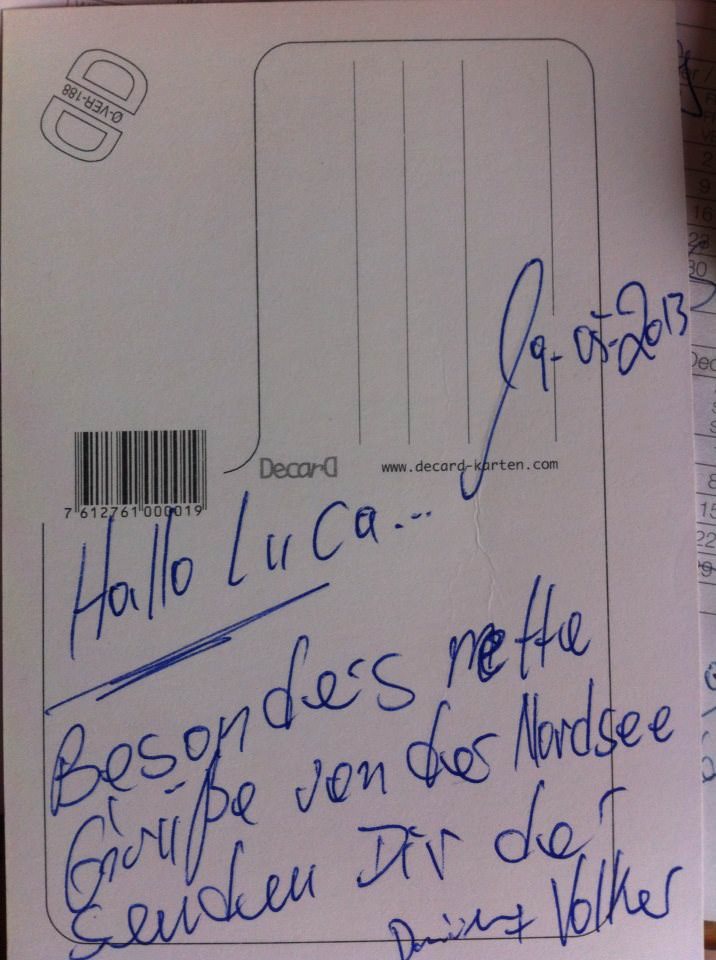 Ø-VER-188
19-05-2013
7 612761 000019
Decard
www.decard-karten.com
Hallo Luca...
Besonders nette
Grüße von der Nordsee
Senden Dir der
Volker